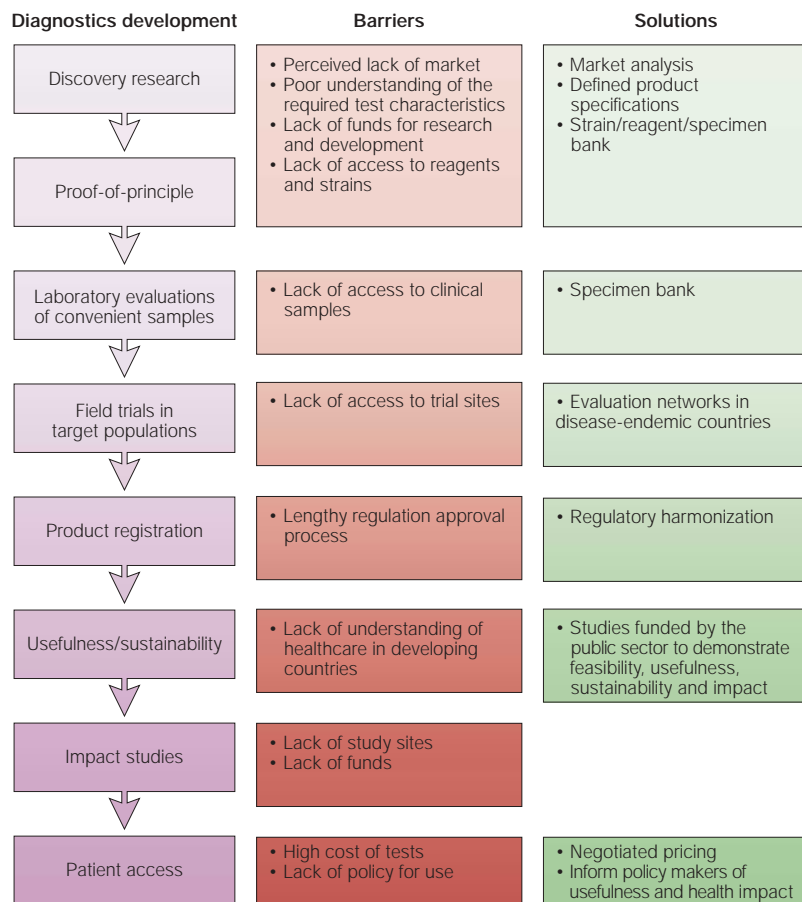 Diagnostics development
Barriers
Solutions
Discovery research
• Perceived lack of market
• Poor understanding of the
required test characteristics
• Lack of funds for research
and development
• Lack of access to reagents
and strains
• Market analysis
• Defined product
specifications
• Strain/reagent/specimen
bank
Proof-of-principle
Laboratory evaluations
of convenient samples
• Lack of access to clinical
samples
• Specimen bank
Field trials in
target populations
• Lack of access to trial sites
• Evaluation networks in
disease-endemic countries
Product registration
• Lengthy regulation approval
process
• Regulatory harmonization
Usefulness/sustainability
• Lack of understanding of
healthcare in developing
countries
• Studies funded by the
public sector to demonstrate
feasibility, usefulness,
sustainability and impact
Impact studies
• Lack of study sites
• Lack of funds
Patient access
• High cost of tests
• Lack of policy for use
• Negotiated pricing
• Inform policy makers of
usefulness and health impact